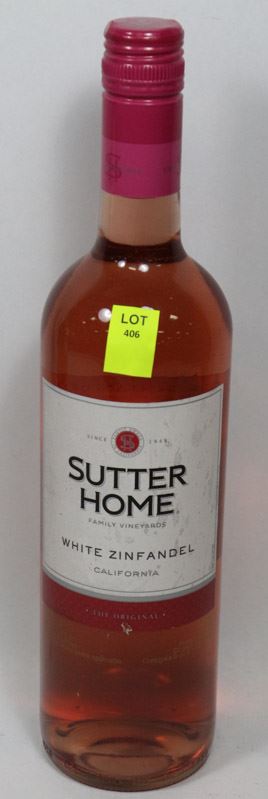 LOT
406
SINCE 1948
SUTTER
HOME
FAMILY VINEYARDS
WHITE ZINFANDEL
CALIFORNIA
THE ORIGINAL